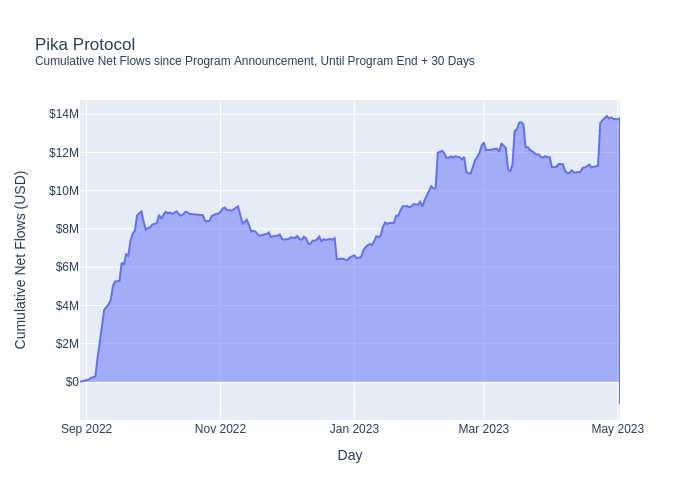 Pika Protocol
Cumulative Net Flows since Program Announcement, Until Program End + 30 Days
Cumulative Net Flows (USD)
$14M
$12M
$10M
$8M
$6M
$4M
$2M
$0
Sep 2022
Nov 2022
Jan 2023
Mar 2023
May 2023
Day